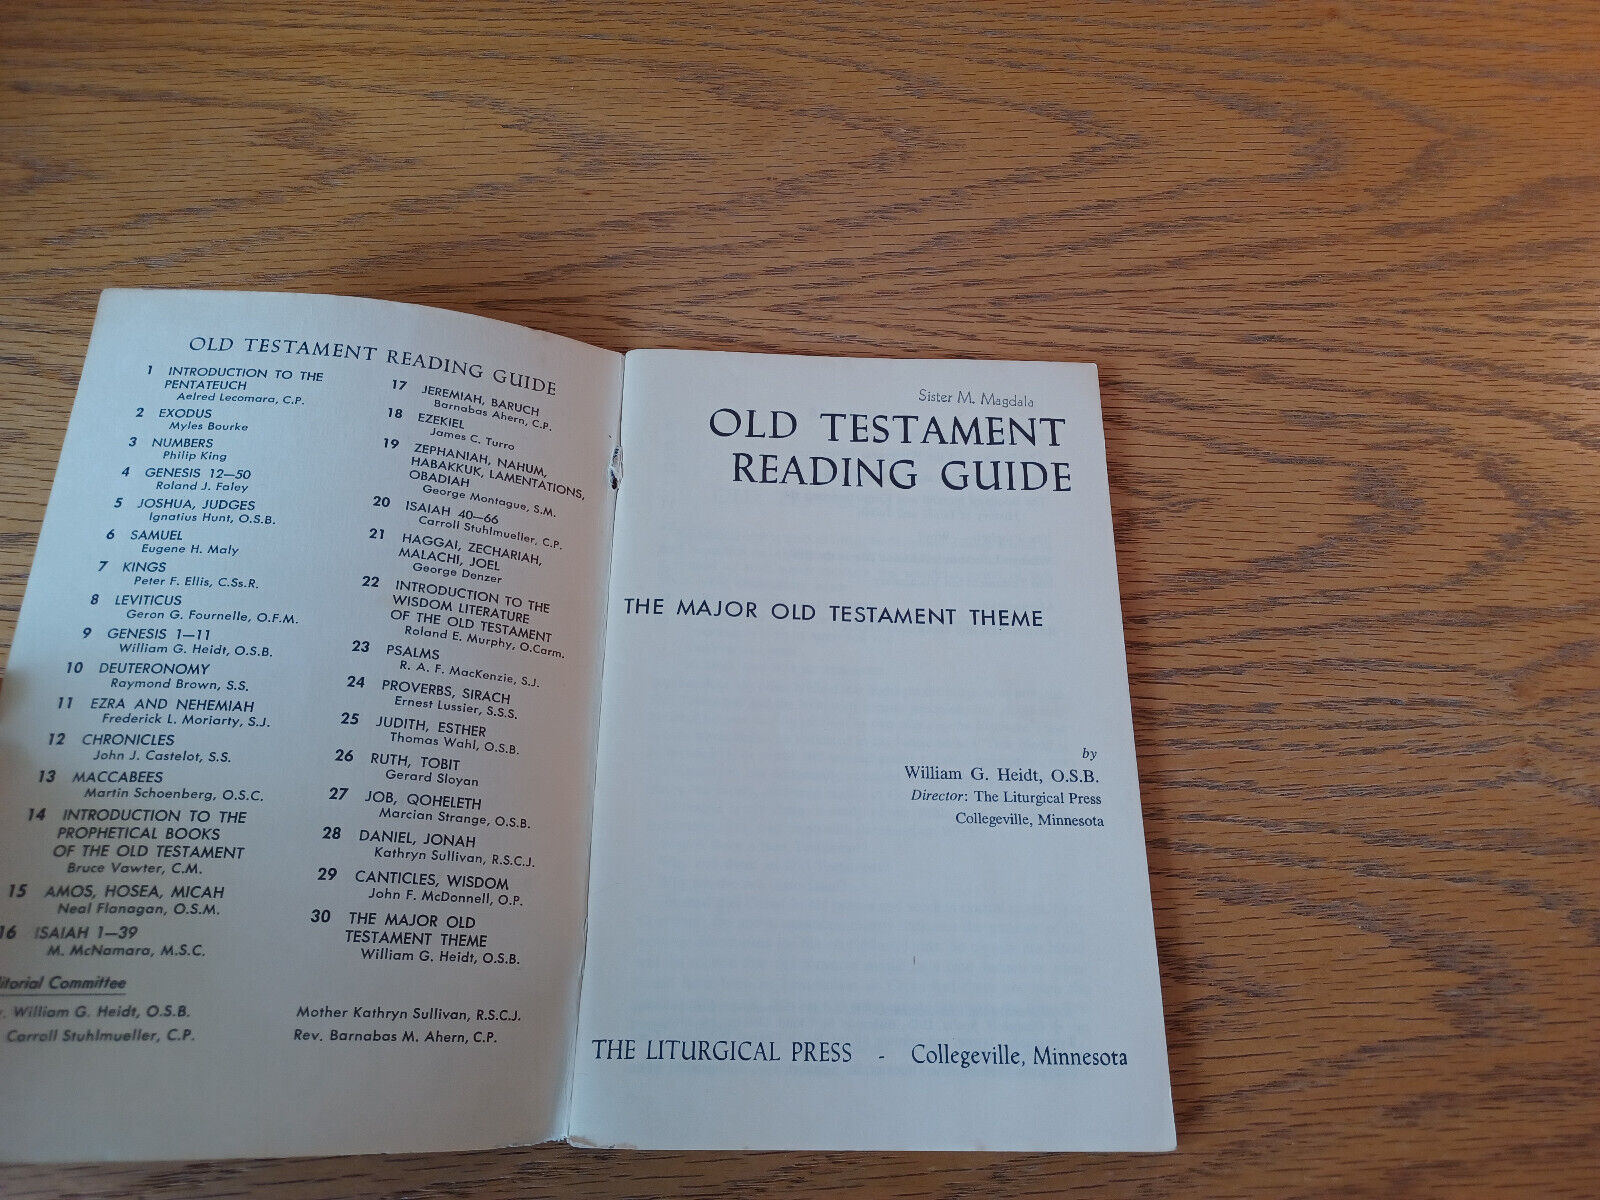 OLD TESTAMENT READING GUIDE
1 INTRODUCTION TO THE
PENTATEUCH
Aelred Lecomara, C.P.
2 EXODUS
Myles Bourke
3 NUMBERS
Philip King
4 GENESIS 12—50
Roland J. Faley
5 JOSHUA, JUDGES
Ignatius Hunt, O.S.B.
6 SAMUEL
Eugene H. Maly
7 KINGS
Peter F. Ellis, C.Ss.R.
8 LEVITICUS
Geron G. Fournelle, O.F.M.
9 GENESIS 1—11
William G. Heidt, O.S.B.
10 DEUTERONOMY
Raymond Brown, S.S.
11 EZRA AND NEHEMIAH
Frederick L. Moriarty, S.J.
12 CHRONICLES
John J. Castelot, S.S.
13 MACCABEES
Martin Schoenberg, O.S.C.
14 INTRODUCTION TO THE
PROPHETICAL BOOKS
OF THE OLD TESTAMENT
Bruce Vawter, C.M.
15 AMOS, HOSEA, MICAH
Neal Flanagan, O.S.M.
16 ISAIAH 1—39
M. McNamara, M.S.C.
17 JEREMIAH, BARUCH
Barnabas Ahern, C.P.
18 EZEKIEL
James C. Turro
19 ZEPHANIAH, NAHUM,
HABAKKUK, LAMENTATIONS,
OBADIAH
George Montague, S.M.
20 ISAIAH 40—66
Carroll Stuhlmueller, C.P.
21 HAGGAI, ZECHARIAH,
MALACHI, JOEL
George Denzer
22 INTRODUCTION TO THE
WISDOM LITERATURE
OF THE OLD TESTAMENT
Roland E. Murphy, O.Carm.
23 PSALMS
R. A. F. MacKenzie, S.J.
24 PROVERBS, SIRACH
Ernest Lussier, S.S.S.
25 JUDITH, ESTHER
Thomas Wahl, O.S.B.
26 RUTH, TOBIT
Gerard Sloyan
27 JOB, QOHELETH
Marcian Strange, O.S.B.
28 DANIEL, JONAH
Kathryn Sullivan, R.S.C.J.
29 CANTICLES, WISDOM
John F. McDonnell, O.P.
30 THE MAJOR OLD
TESTAMENT THEME
William G. Heidt, O.S.B.
itorial Committee
. William G. Heidt, O.S.B. Mother Kathryn Sullivan, R.S.C.J.
Carroll Stuhlmueller, C.P. Rev. Barnabas M. Ahern, C.P.
Sister M. Magdala
OLD TESTAMENT
READING GUIDE
THE MAJOR OLD TESTAMENT THEME
by
William G. Heidt, O.S.B.
Director: The Liturgical Press
Collegeville, Minnesota
THE LITURGICAL PRESS - Collegeville, Minnesota